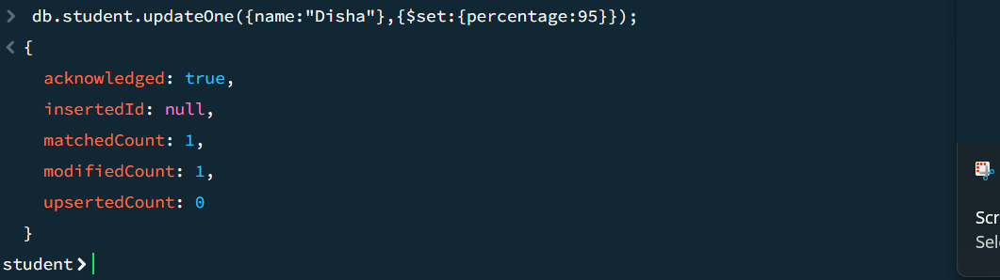 > db.student.updateOne({name:"Disha"},{$set:{percentage:95}});
< {
acknowledged: true,
insertedId: null,
matchedCount: 1,
modifiedCount: 1,
upsertedCount: 0
}
student>
Scr
Sele